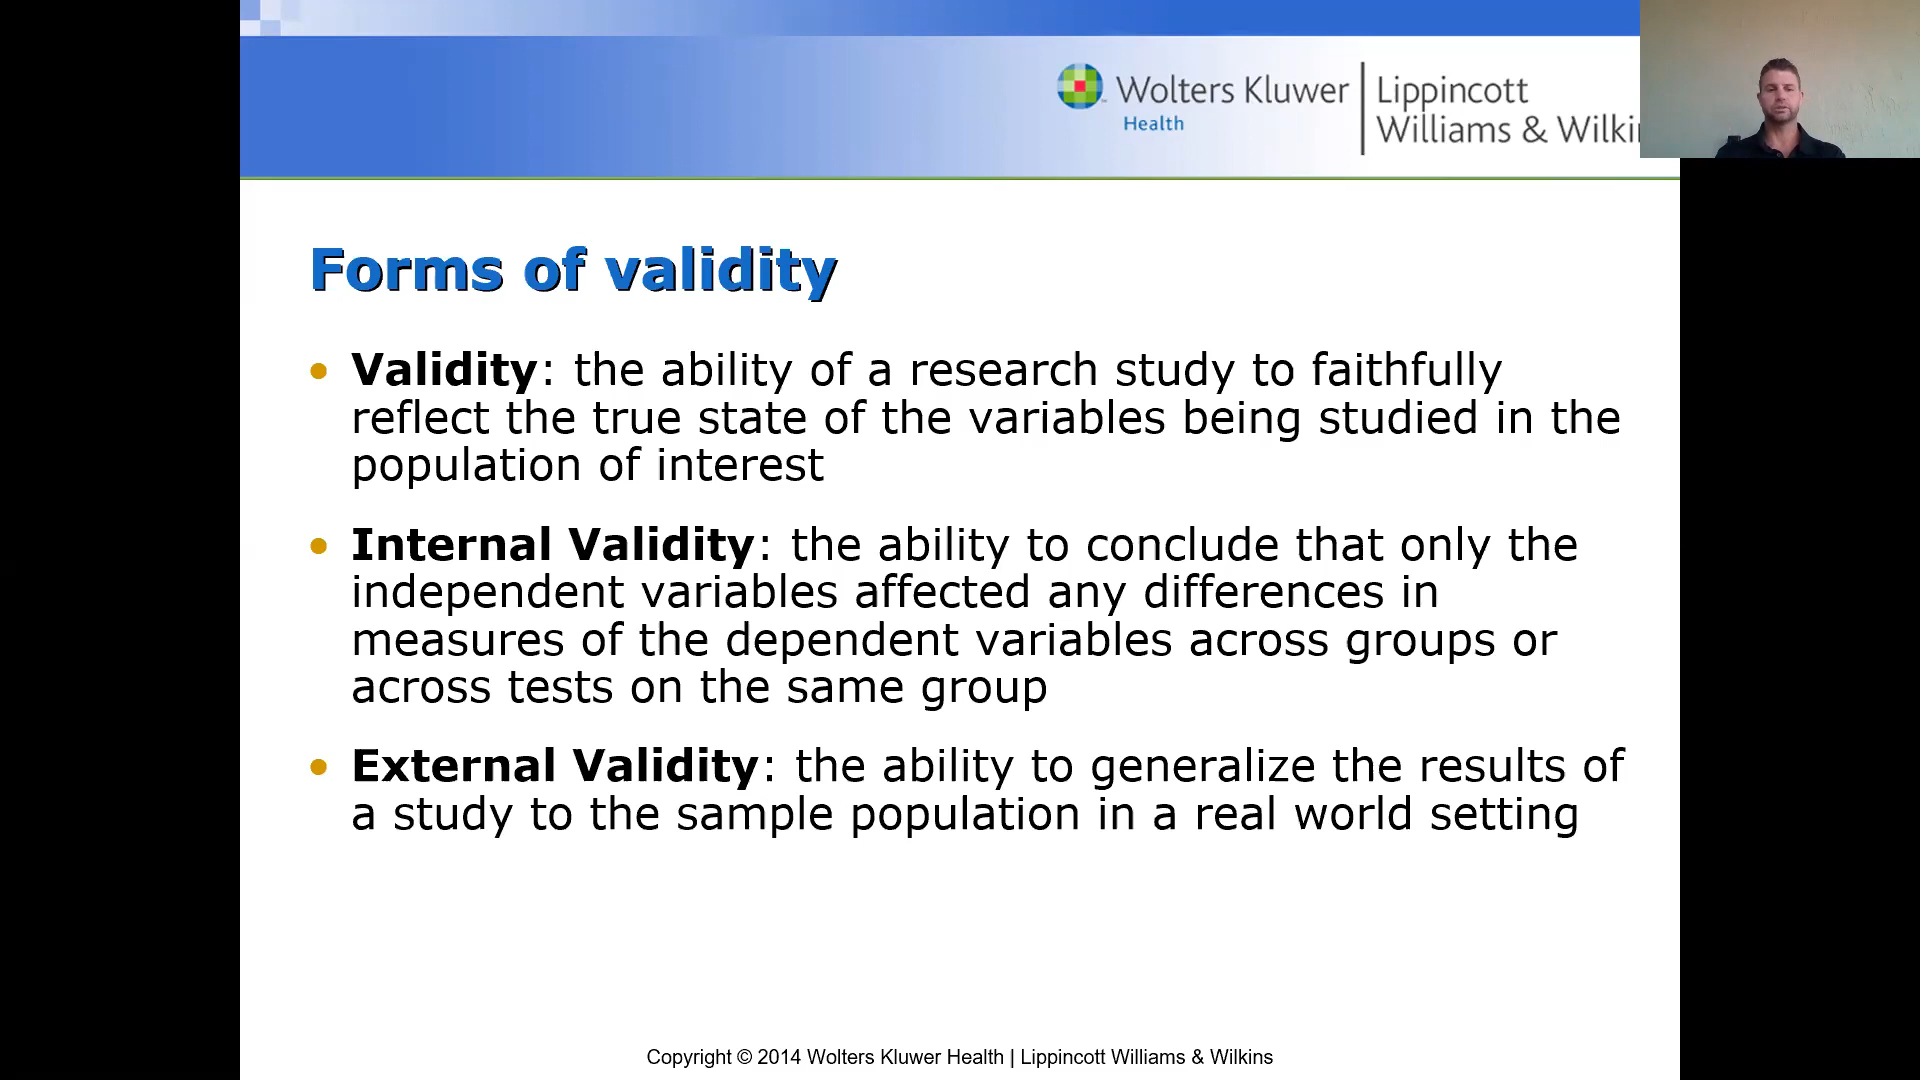 Wolters Kluwer
Health
Lippincott
Williams & Wilki
Forms of validity
• Validity: the ability of a research study to faithfully
reflect the true state of the variables being studied in the
population of interest
• Internal Validity: the ability to conclude that only the
independent variables affected any differences in
measures of the dependent variables across groups or
across tests on the same group
• External Validity: the ability to generalize the results of
a study to the sample population in a real world setting
Copyright © 2014 Wolters Kluwer Health | Lippincott Williams & Wilkins